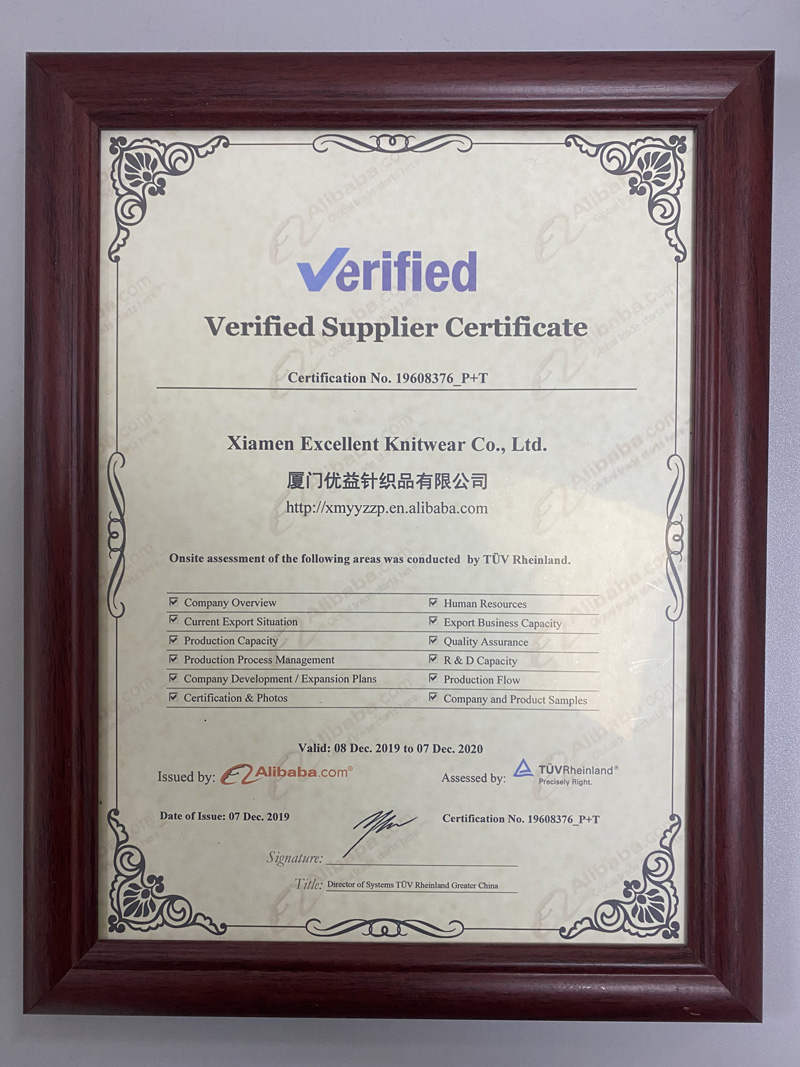 Verified
Verified Supplier Certificate
Certification No. 19608376_P+T
Xiamen Excellent Knitwear Co., Ltd.
厦门优益针织品有限公司
http://xmyyzzp.en.alibaba.com
Onsite assessment of the following areas was conducted by TÜV Rheinland.
Company Overview
Human Resources
Current Export Situation
Export Business Capacity
Production Capacity
Quality Assurance
Production Process Management
R & D Capacity
Company Development / Expansion Plans
Production Flow
Certification & Photos
Company and Product Samples
Valid: 08 Dec. 2019 to 07 Dec. 2020
Issued by: Alibaba.com®
Assessed by: TÜVRheinland®
Precisely Right.
Date of Issue: 07 Dec. 2019
Certification No. 19608376_P+T
Signature:
Title: Director of Systems TÜV Rheinland Greater China